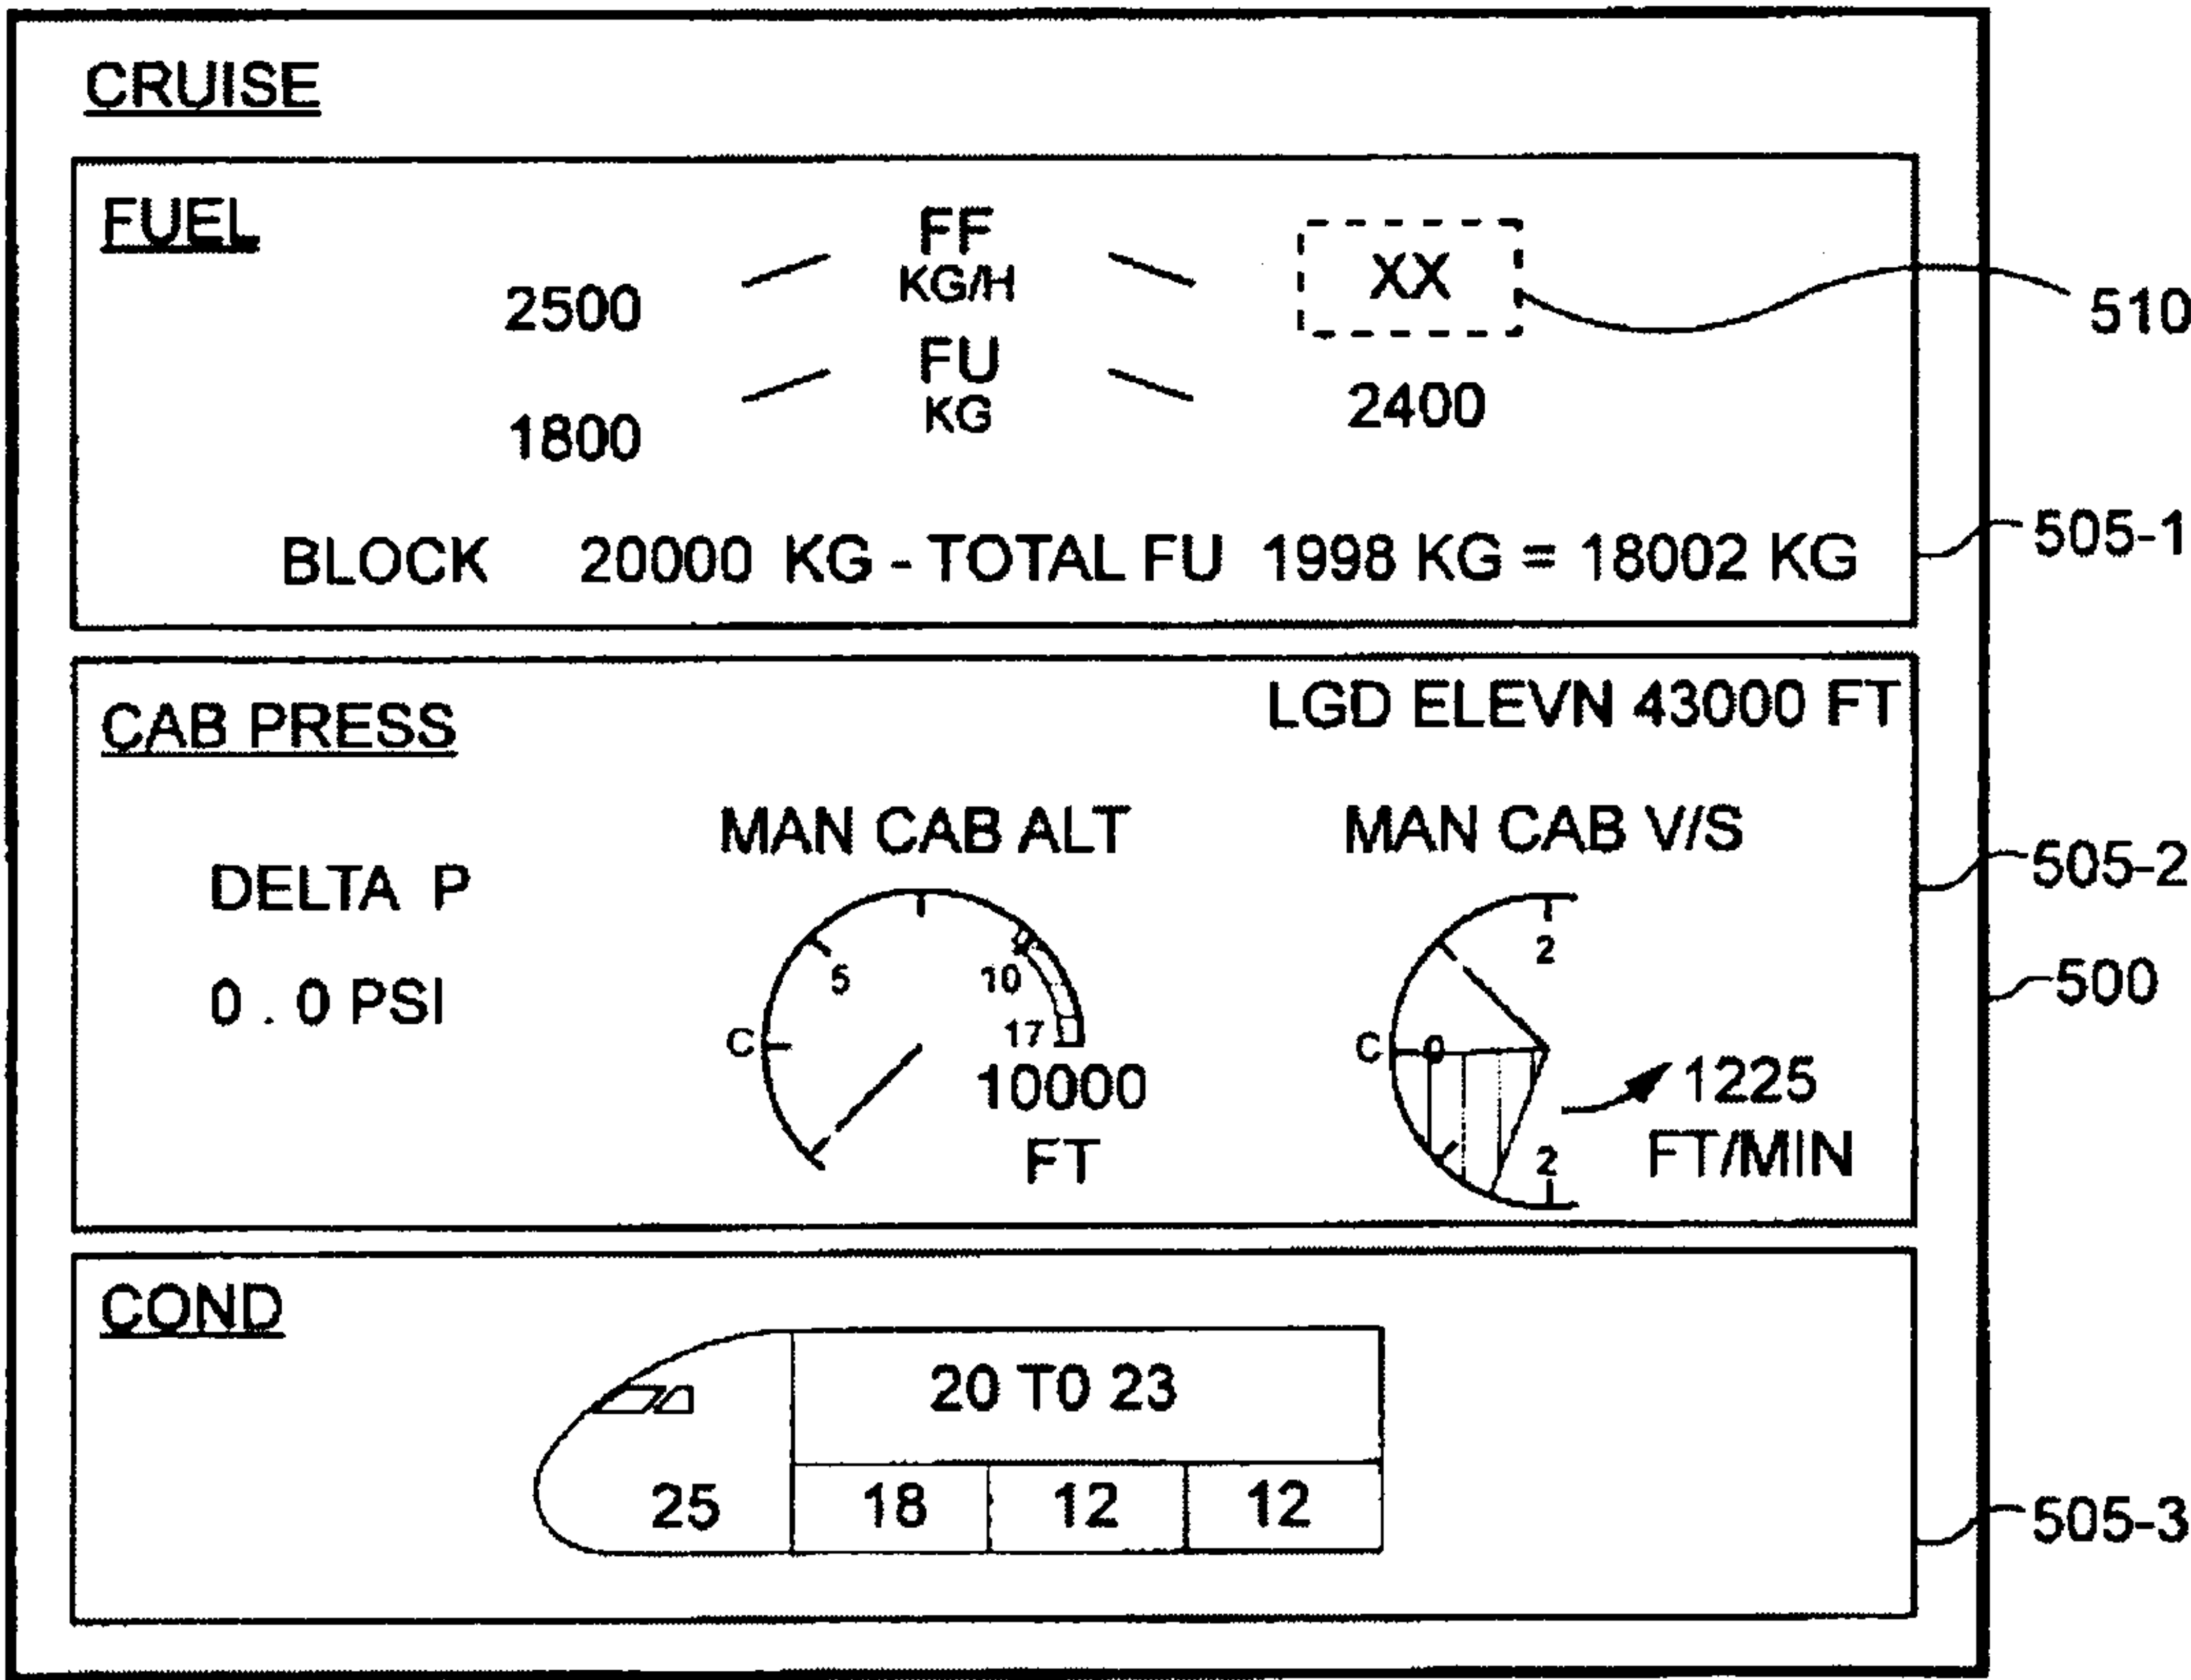 CRUISE
FUEL
FF
KG/H
2500
XX
510
FU
KG
1800
2400
BLOCK 20000 KG - TOTAL FU 1998 KG = 18002 KG
505-1
CAB PRESS
LGD ELEVN 43000 FT
MAN CAB ALT
MAN CAB V/S
505-2
DELTA P
0 . 0 PSI
5
10
17
C
10000
FT
2
C
0
2
1225
FT/MIN
500
COND
20 T0 23
25
18
12
12
505-3